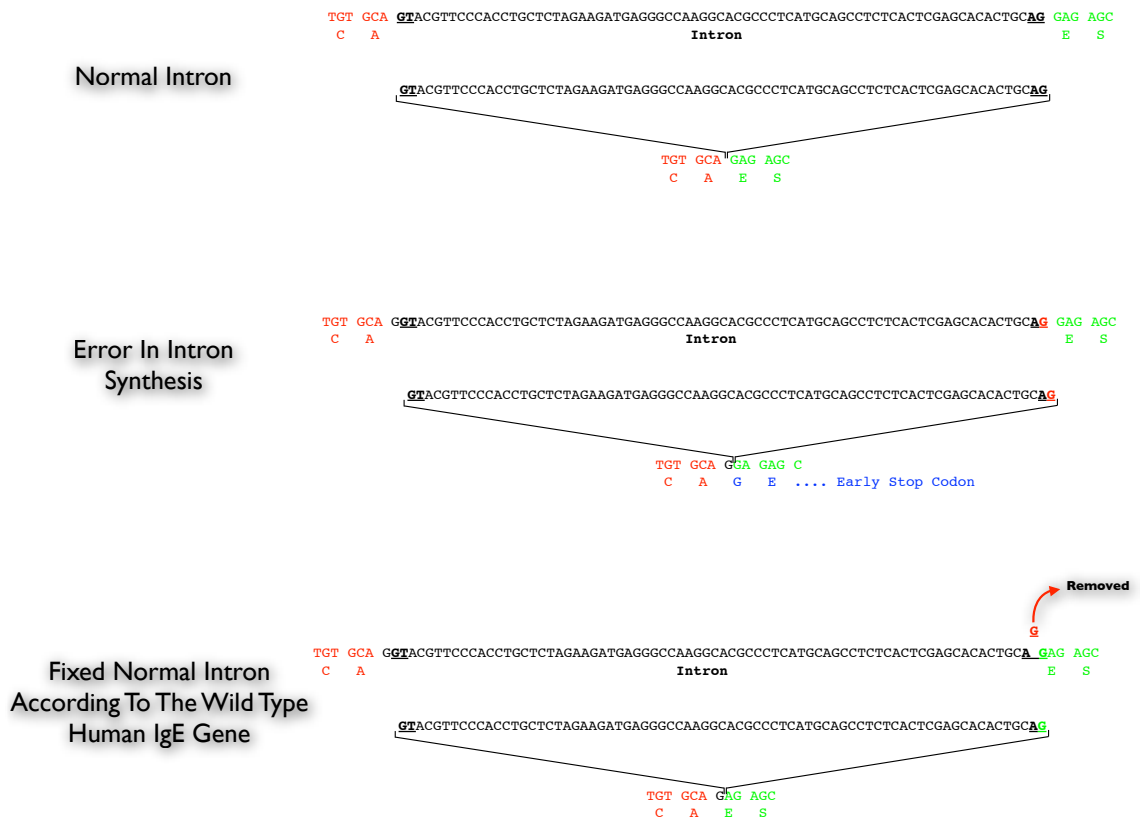 TGT GCA GTACGTTCCCACCTGCTCTAGAAGATGAGGGCCAAGGCACGCCCTCATGCAGCCTCTCACTCGAGCACACTGCAG GAG AGC
C A Intron E S
Normal Intron
GTACGTTCCCACCTGCTCTAGAAGATGAGGGCCAAGGCACGCCCTCATGCAGCCTCTCACTCGAGCACACTGCAG
TGT GCA GAG AGC
C A E S
TGT GCA GGTACGTTCCCACCTGCTCTAGAAGATGAGGGCCAAGGCACGCCCTCATGCAGCCTCTCACTCGAGCACACTGCAG GAG AGC
C A Intron E S
Error In Intron
Synthesis
GTACGTTCCCACCTGCTCTAGAAGATGAGGGCCAAGGCACGCCCTCATGCAGCCTCTCACTCGAGCACACTGCAG
TGT GCA GGA GAG C
C A G E .... Early Stop Codon
Removed
G
TGT GCA GGTACGTTCCCACCTGCTCTAGAAGATGAGGGCCAAGGCACGCCCTCATGCAGCCTCTCACTCGAGCACACTGCA GAG AGC
C A Intron E S
Fixed Normal Intron
According To The Wild Type
Human IgE Gene
GTACGTTCCCACCTGCTCTAGAAGATGAGGGCCAAGGCACGCCCTCATGCAGCCTCTCACTCGAGCACACTGCAG
TGT GCA GAG AGC
C A E S